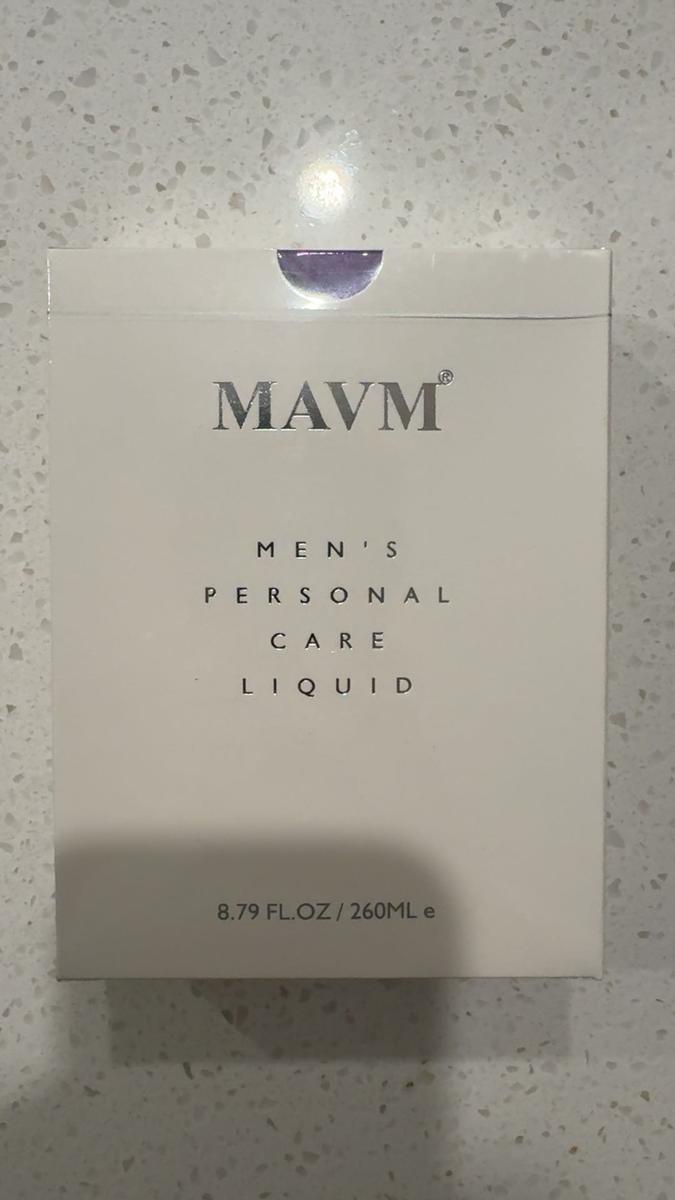 MAVM®
MEN'S
PERSONAL
CARE
LIQUID
8.79 FL.OZ / 260ML e